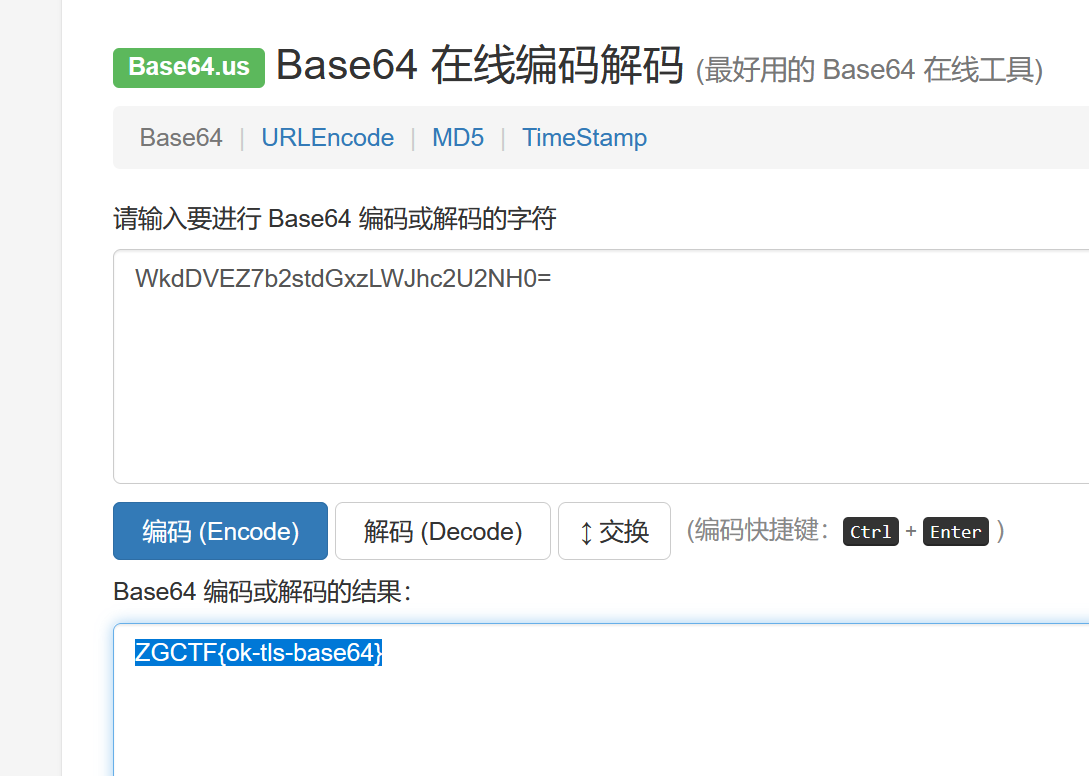 Base64.us Base64 在线编码解码 (最好用的 Base64 在线工具)
Base64 | URLEncode | MD5 | TimeStamp
请输入要进行 Base64 编码或解码的字符
WkdDVEZ7b2stdGxzLWJhc2U2NH0=
编码 (Encode) 解码 (Decode) ↕ 交换 (编码快捷键： Ctrl + Enter )
Base64 编码或解码的结果：
ZGCTF{ok-tls-base64}